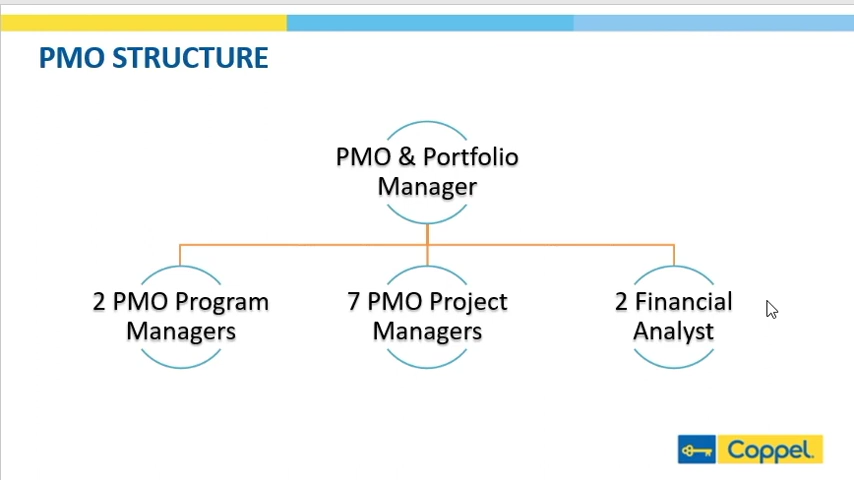 PMO STRUCTURE
PMO & Portfolio
Manager
2 PMO Program
Managers
7 PMO Project
Managers
2 Financial
Analyst
Coppel.